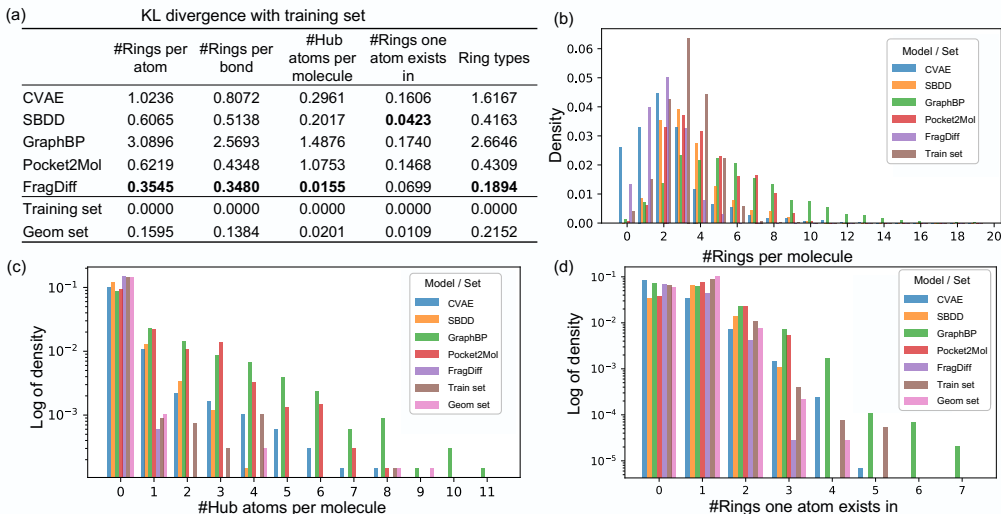 (a)
KL divergence with training set
#Rings per atom
#Rings per bond
#Hub atoms per molecule
#Rings one atom exists in
Ring types
CVAE 1.0236 0.8072 0.2961 0.1606 1.6167
SBDD 0.6065 0.5138 0.2017 0.0423 0.4163
GraphBP 3.0896 2.5693 1.4876 0.1740 2.6646
Pocket2Mol 0.6219 0.4348 1.0753 0.1468 0.4309
FragDiff 0.3545 0.3480 0.0155 0.0699 0.1894
Training set 0.0000 0.0000 0.0000 0.0000 0.0000
Geom set 0.1595 0.1384 0.0201 0.0109 0.2152
(b)
Density
0.06
0.05
0.04
0.03
0.02
0.01
0.00
Model / Set
CVAE
SBDD
GraphBP
Pocket2Mol
FragDiff
Train set
0 2 4 6 8 10 12 14 16 18 20
#Rings per molecule
(c)
Log of density
10⁻¹
10⁻²
10⁻³
Model / Set
CVAE
SBDD
GraphBP
Pocket2Mol
FragDiff
Train set
Geom set
0 1 2 3 4 5 6 7 8 9 10 11
#Hub atoms per molecule
(d)
Log of density
10⁻¹
10⁻²
10⁻³
10⁻⁴
10⁻⁵
Model / Set
CVAE
SBDD
GraphBP
Pocket2Mol
FragDiff
Train set
Geom set
0 1 2 3 4 5 6 7
#Rings one atom exists in